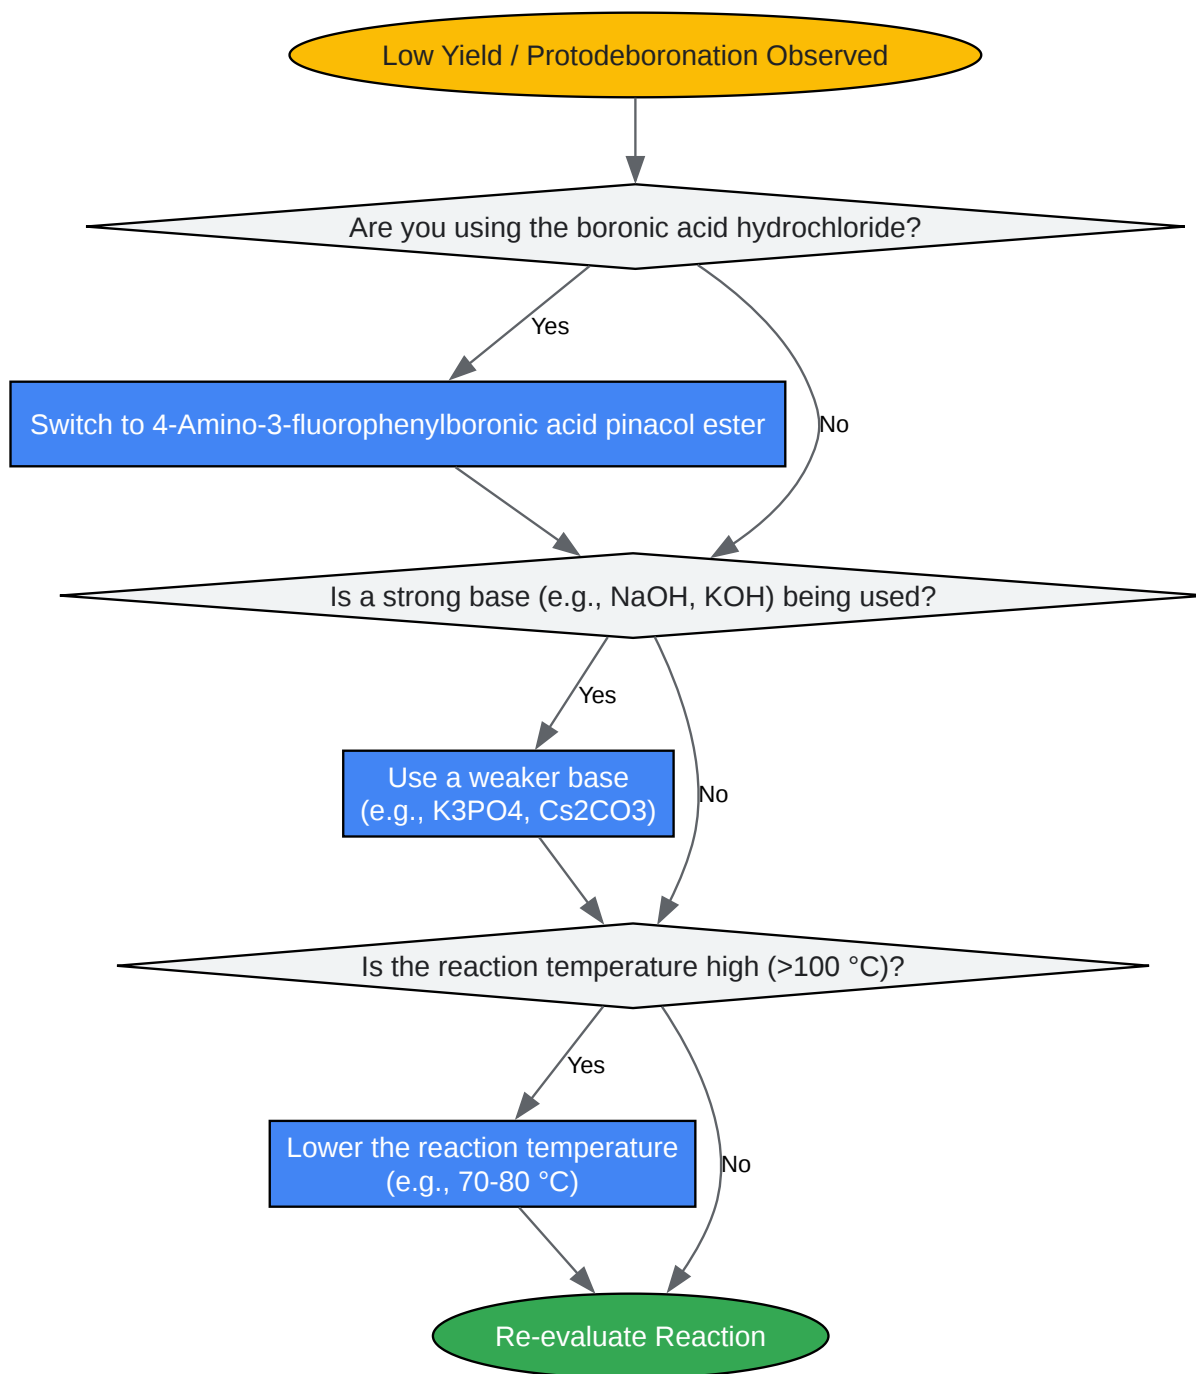 Low Yield / Protodeboronation Observed
Are you using the boronic acid hydrochloride?
Yes
Switch to 4-Amino-3-fluorophenylboronic acid pinacol ester
No
Is a strong base (e.g., NaOH, KOH) being used?
Yes
Use a weaker base
(e.g., K3PO4, Cs2CO3)
No
Is the reaction temperature high (>100 °C)?
Yes
Lower the reaction temperature
(e.g., 70-80 °C)
No
Re-evaluate Reaction